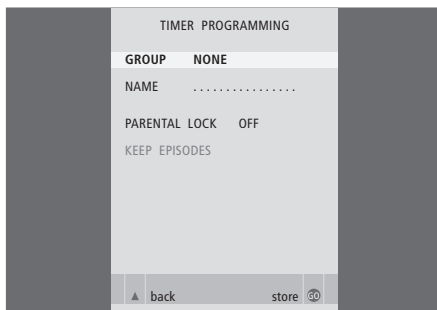 TIMER PROGRAMMING
GROUP NONE
NAME ................
PARENTAL LOCK OFF
KEEP EPISODES
▲ back store GO